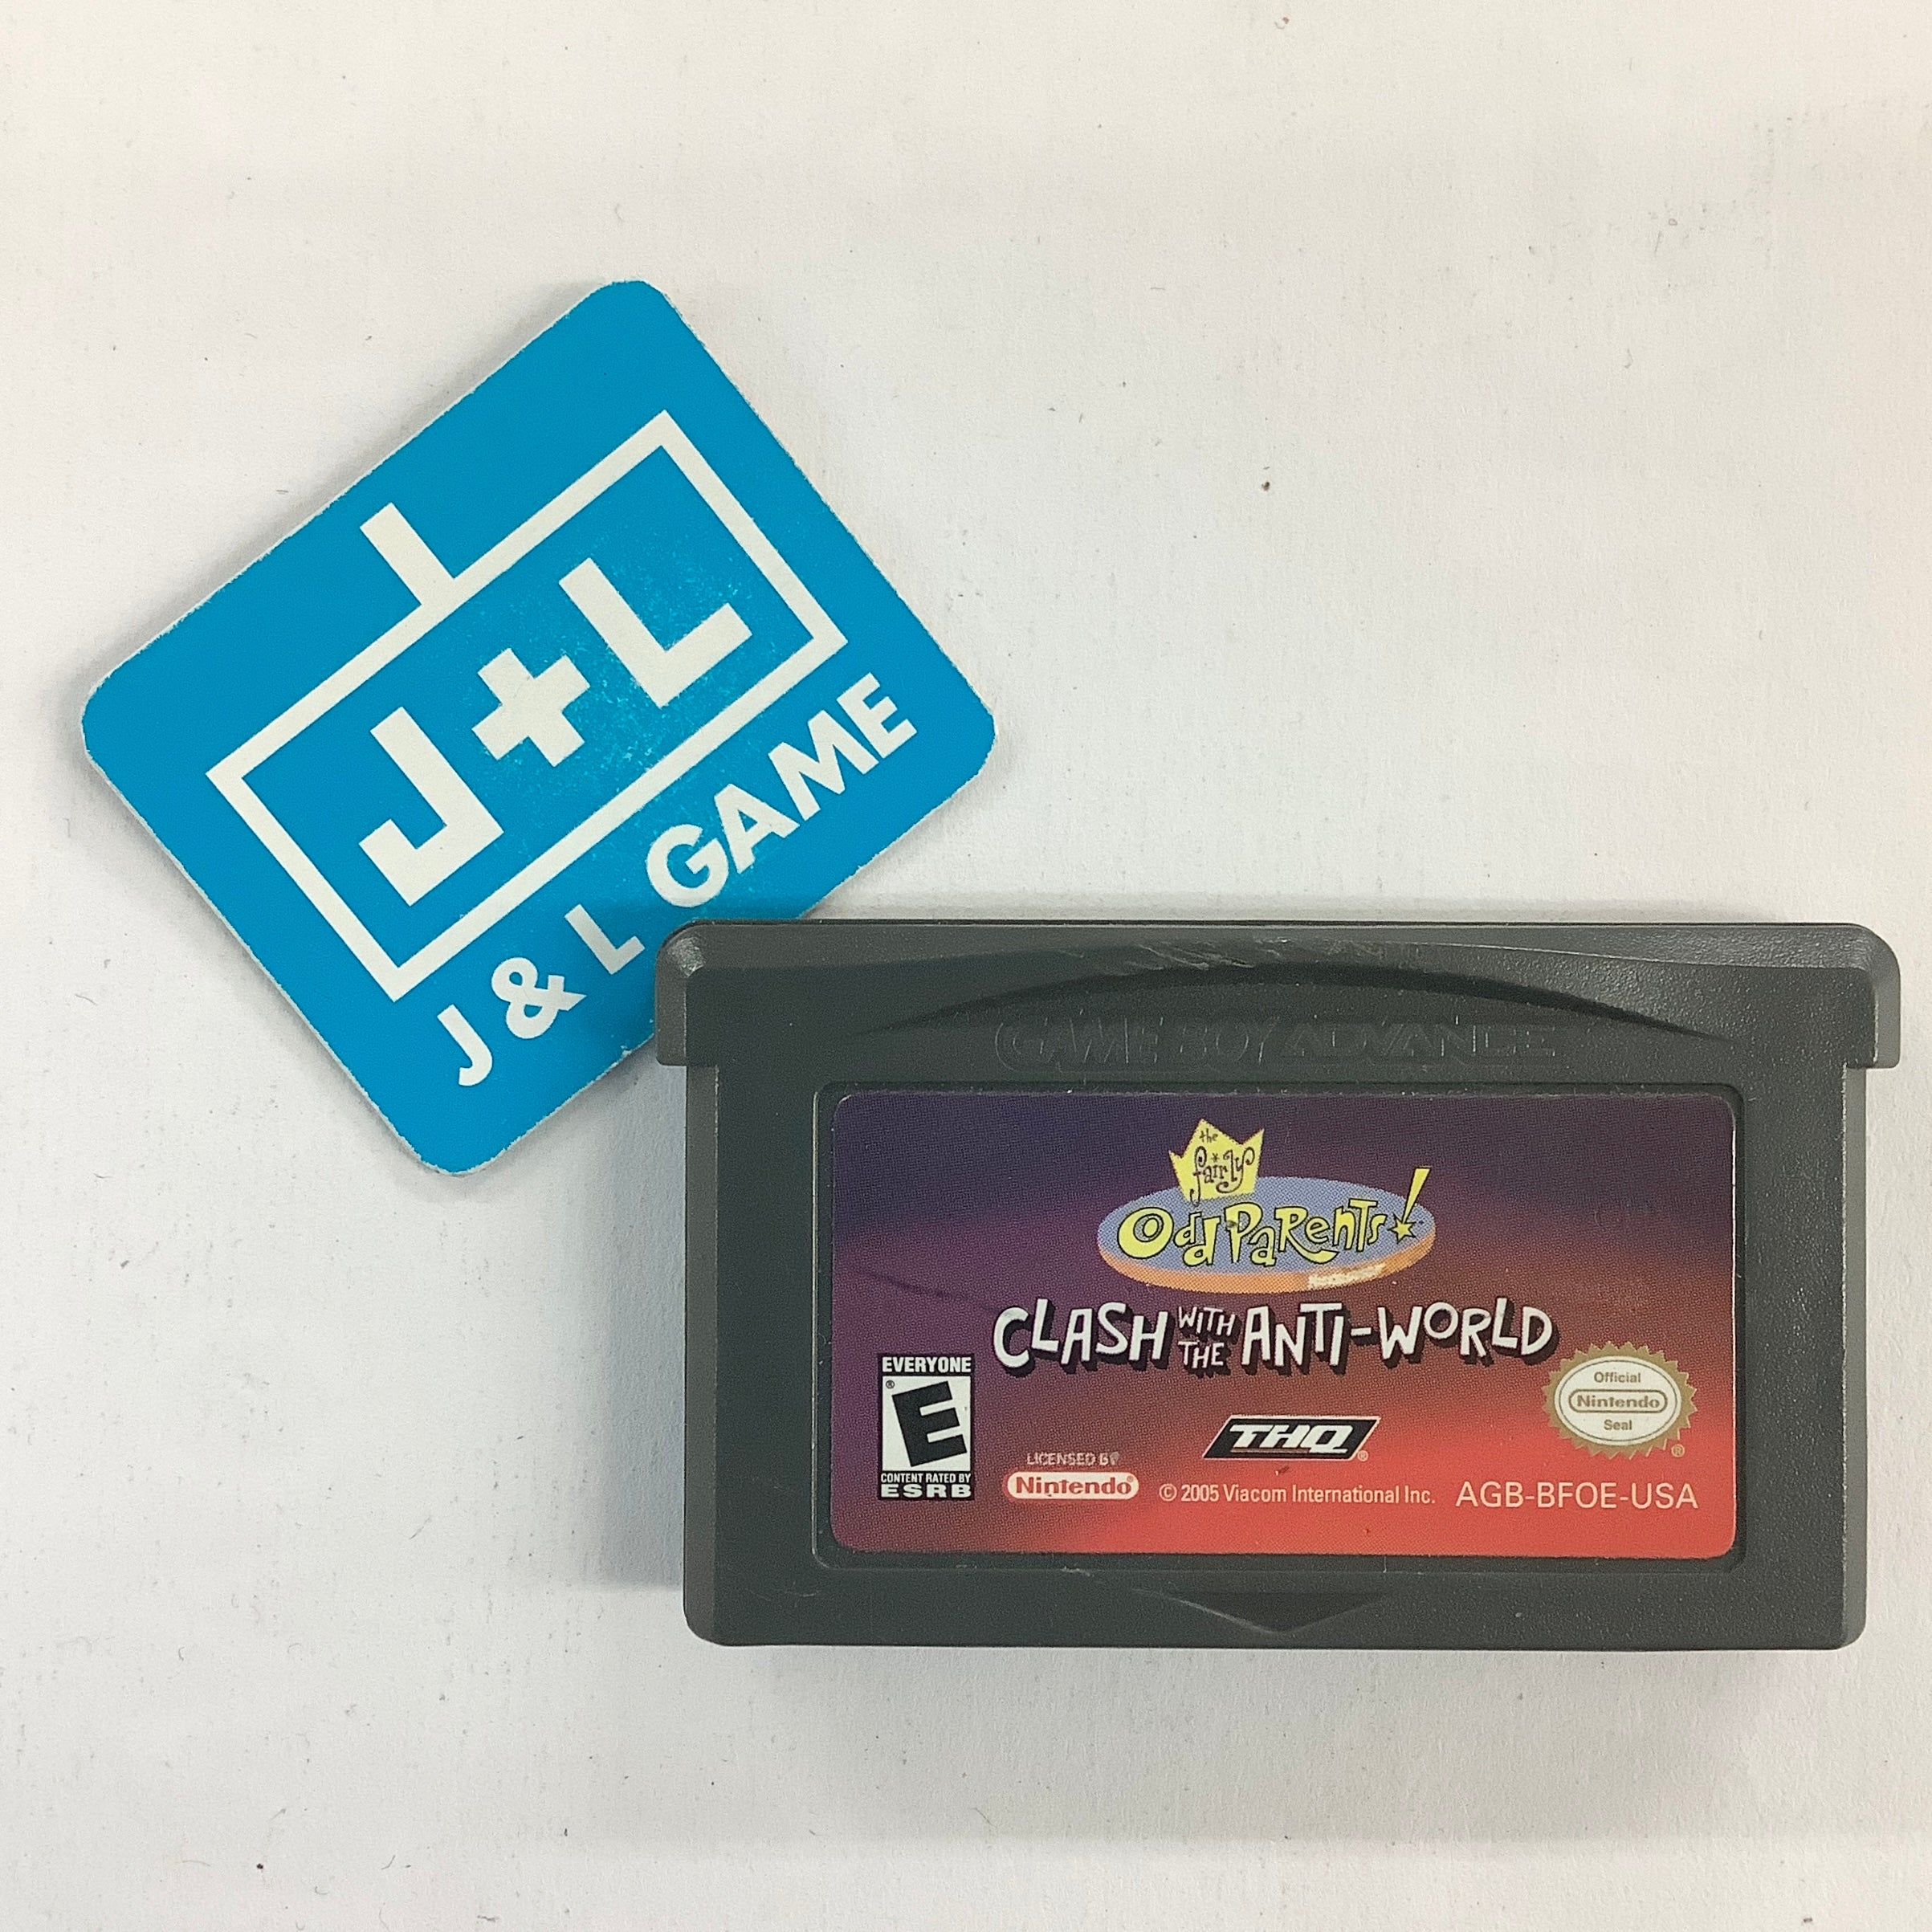 J+L
J & L GAME
GAME BOY ADVANCE
the
fairly
OddParents!
NICKELODEON
CLASH WITH THE ANTI-WORLD
EVERYONE
E
®
CONTENT RATED BY
ESRB
Official
Nintendo
Seal
®
THQ®
LICENSED BY
Nintendo®
© 2005 Viacom International Inc.
AGB-BFOE-USA